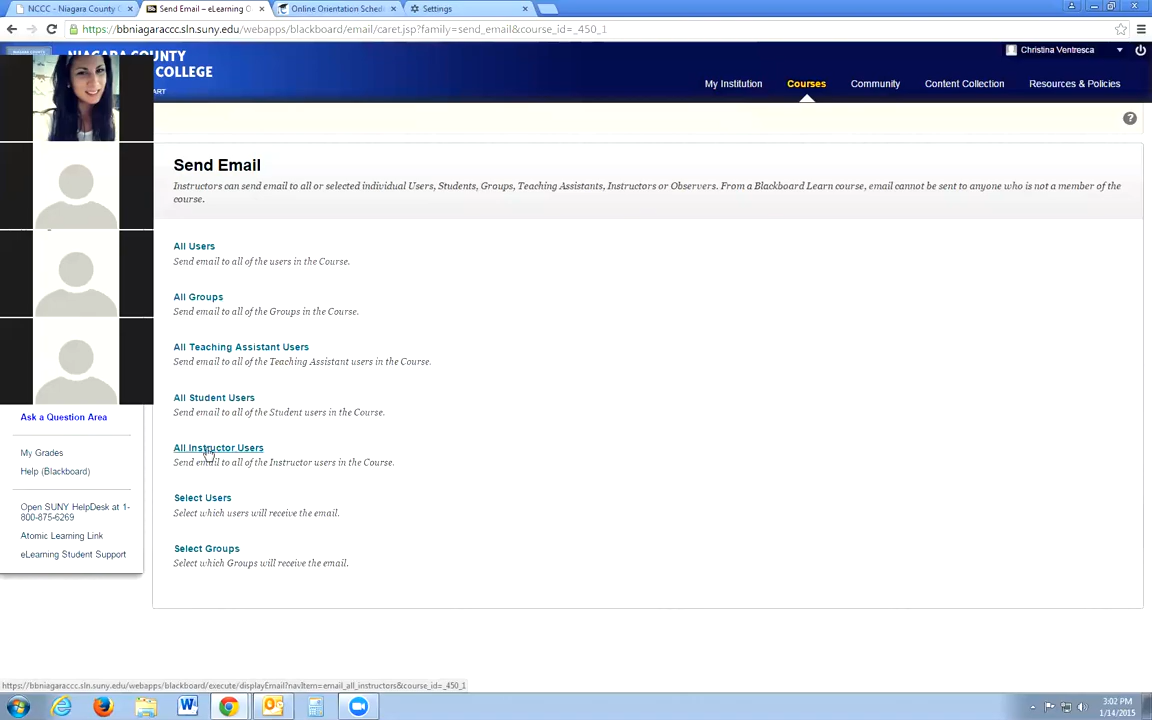 NCCC - Niagara County C
Send Email – eLearning O
Online Orientation Schedu
Settings
https://bbniagaraccc.sln.suny.edu/webapps/blackboard/email/caret.jsp?family=send_email&course_id=_450_1
NIAGARA COUNTY
COLLEGE
ART
Christina Ventresca
My Institution
Courses
Community
Content Collection
Resources & Policies
?
Send Email
Instructors can send email to all or selected individual Users, Students, Groups, Teaching Assistants, Instructors or Observers. From a Blackboard Learn course, email cannot be sent to anyone who is not a member of the
course.
All Users
Send email to all of the users in the Course.
All Groups
Send email to all of the Groups in the Course.
All Teaching Assistant Users
Send email to all of the Teaching Assistant users in the Course.
All Student Users
Send email to all of the Student users in the Course.
All Instructor Users
Send email to all of the Instructor users in the Course.
Select Users
Select which users will receive the email.
Select Groups
Select which Groups will receive the email.
Ask a Question Area
My Grades
Help (Blackboard)
Open SUNY HelpDesk at 1-
800-875-6269
Atomic Learning Link
eLearning Student Support
https://bbniagaraccc.sln.suny.edu/webapps/blackboard/execute/displayEmail?navItem=email_all_instructors&course_id=_450_1
3:02 PM
1/14/2015